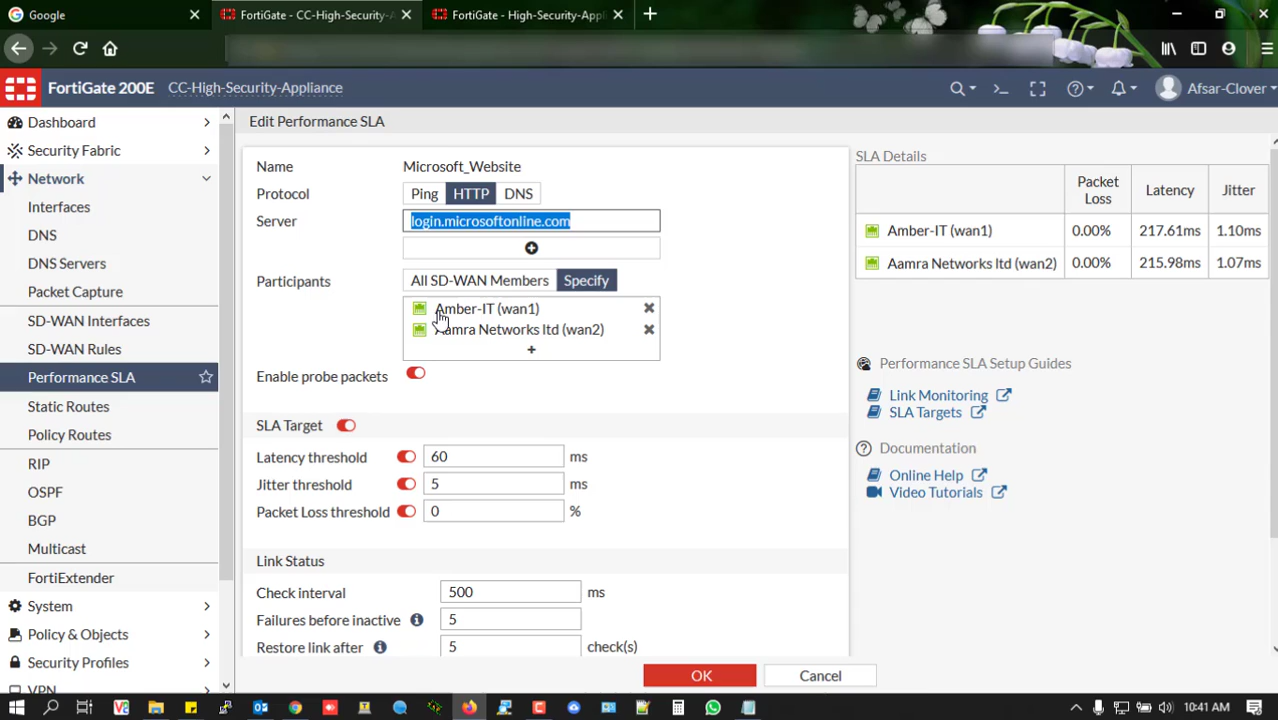 Google
FortiGate - CC-High-Security-A
FortiGate - High-Security-Appl
FortiGate 200E
CC-High-Security-Appliance
Afsar-Clover
Dashboard
Security Fabric
Network
Interfaces
DNS
DNS Servers
Packet Capture
SD-WAN Interfaces
SD-WAN Rules
Performance SLA
Static Routes
Policy Routes
RIP
OSPF
BGP
Multicast
FortiExtender
System
Policy & Objects
Security Profiles
VPN
Edit Performance SLA
Name Microsoft_Website
Protocol Ping HTTP DNS
Server login.microsoftonline.com
Participants All SD-WAN Members Specify
Amber-IT (wan1)
Aamra Networks ltd (wan2)
Enable probe packets
SLA Target
Latency threshold 60 ms
Jitter threshold 5 ms
Packet Loss threshold 0 %
Link Status
Check interval 500 ms
Failures before inactive 5
Restore link after 5 check(s)
OK Cancel
SLA Details
Packet Loss Latency Jitter
Amber-IT (wan1) 0.00% 217.61ms 1.10ms
Aamra Networks ltd (wan2) 0.00% 215.98ms 1.07ms
Performance SLA Setup Guides
Link Monitoring
SLA Targets
Documentation
Online Help
Video Tutorials
10:41 AM